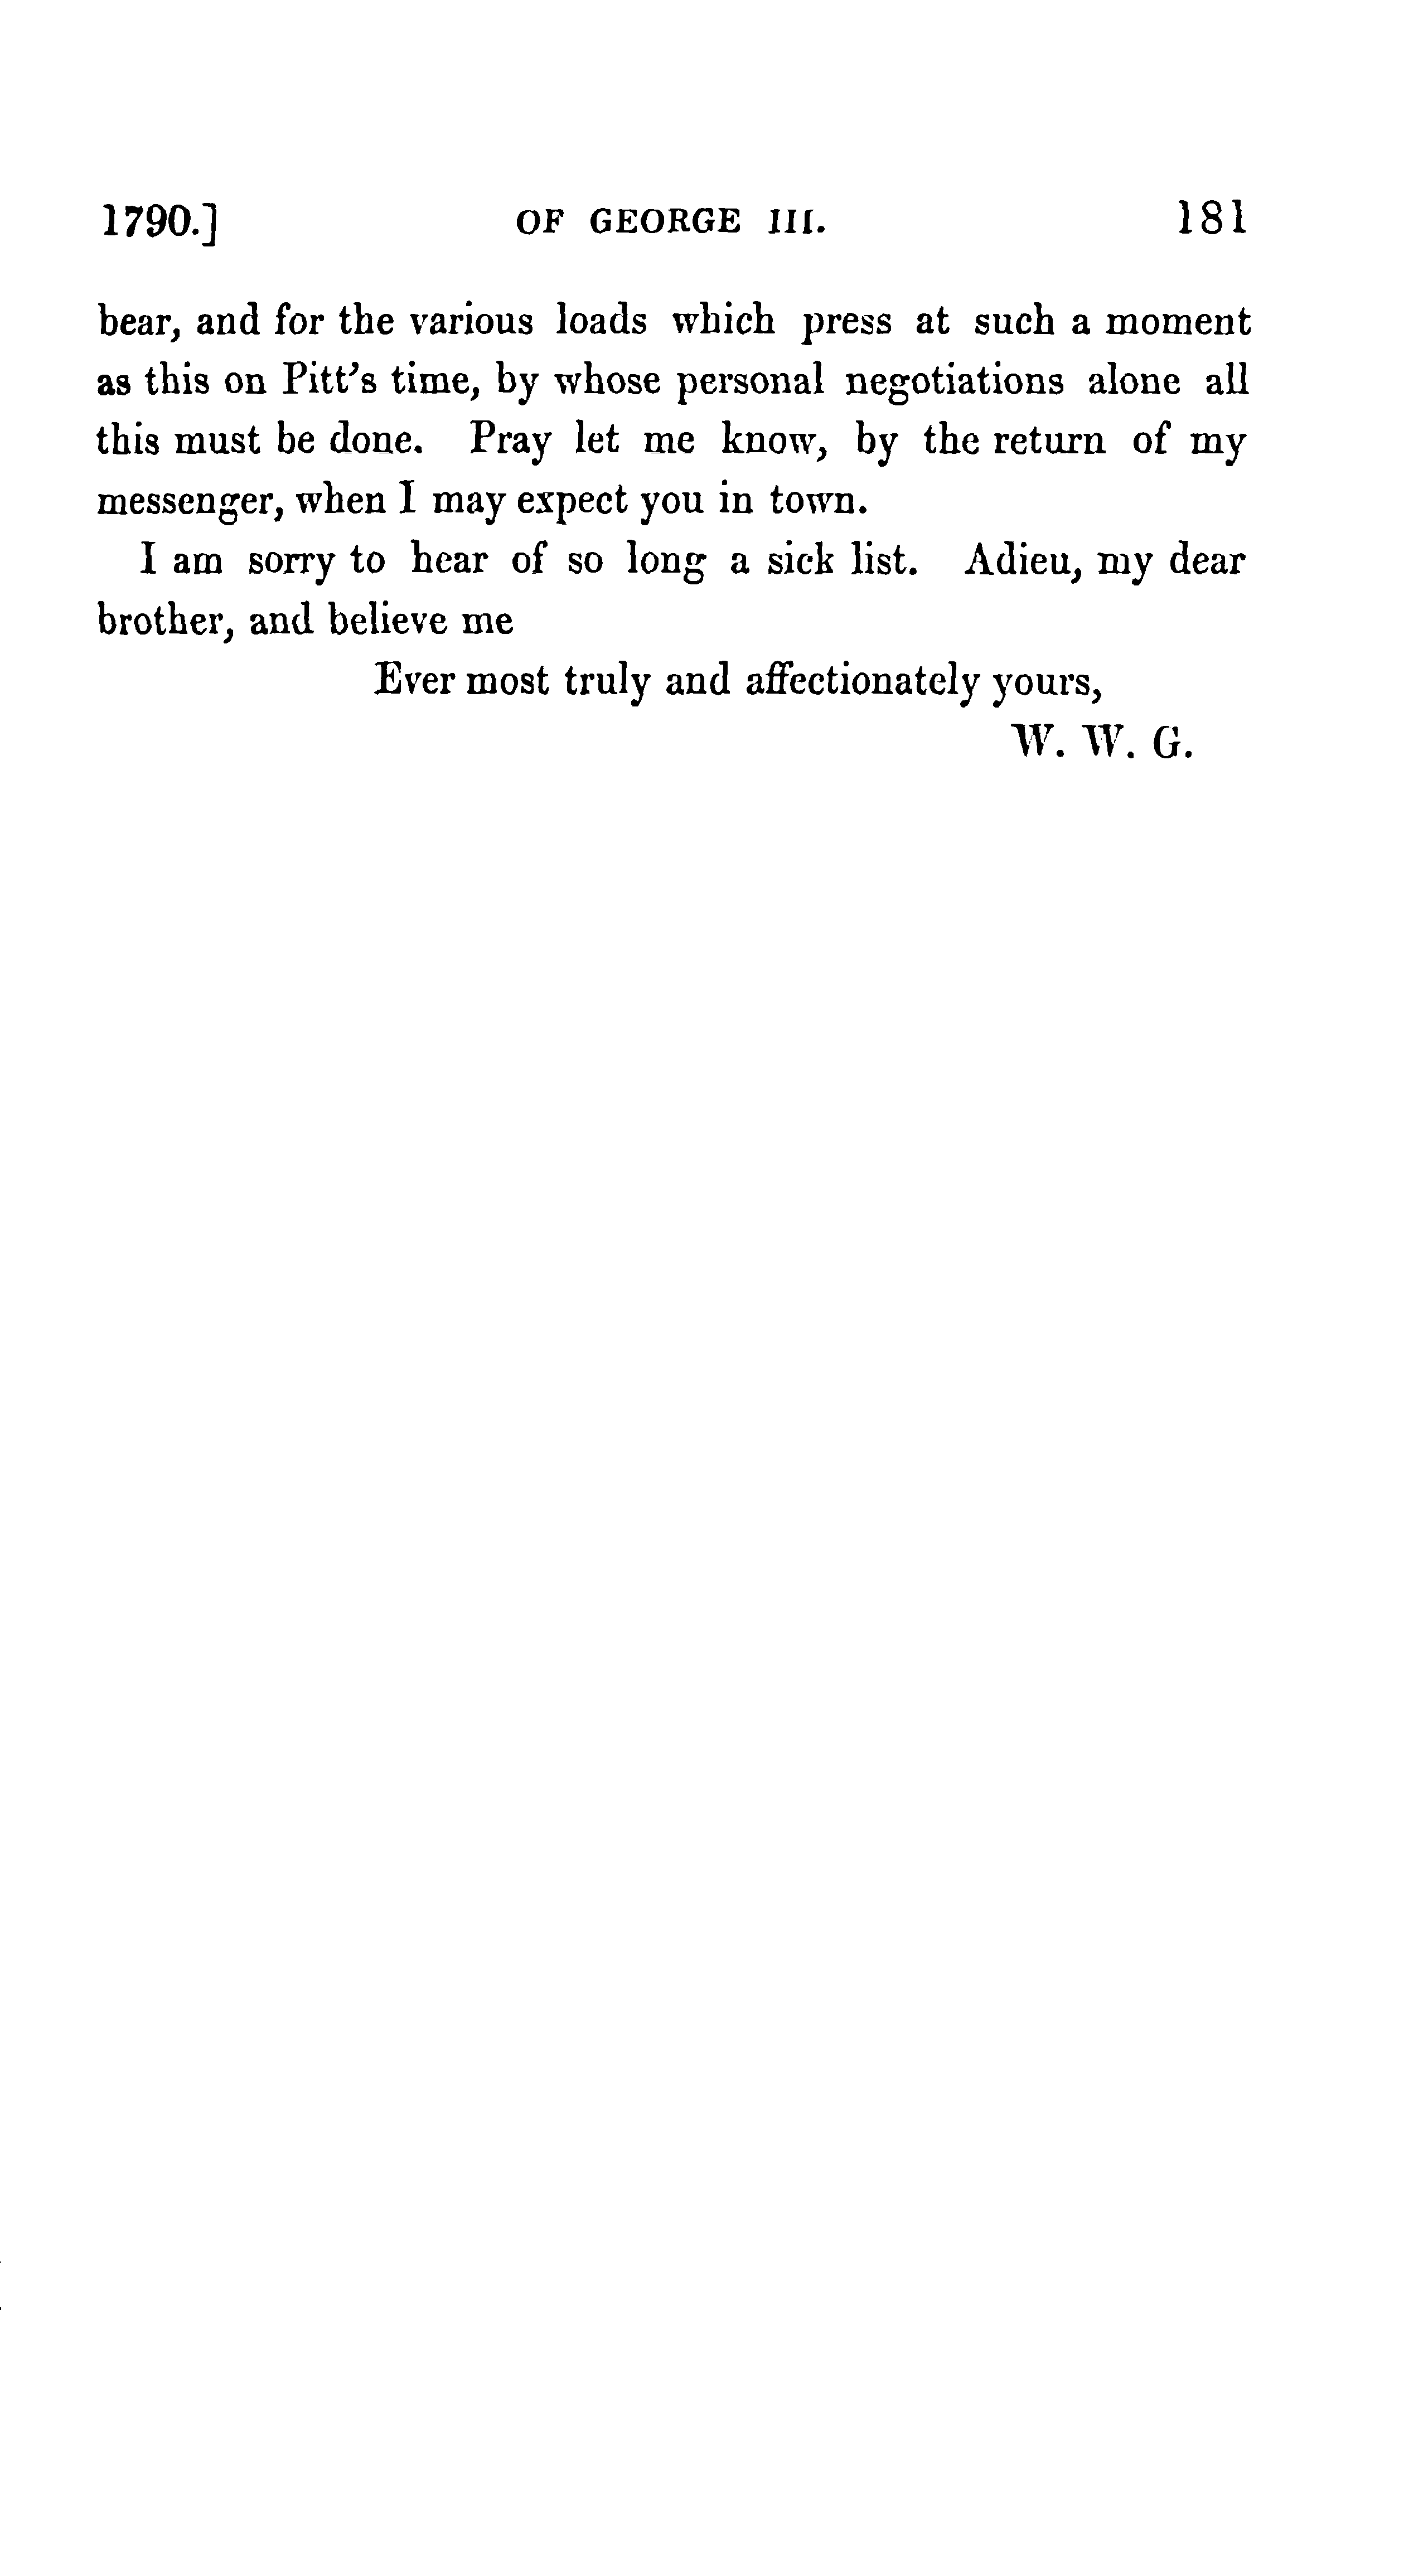 1790.] OF GEORGE III. 181
bear, and for the various loads which press at such a moment
as this on Pitt's time, by whose personal negotiations alone all
this must be done. Pray let me know, by the return of my
messenger, when I may expect you in town.
I am sorry to hear of so long a sick list. Adieu, my dear
brother, and believe me
Ever most truly and affectionately yours,
W. W. G.